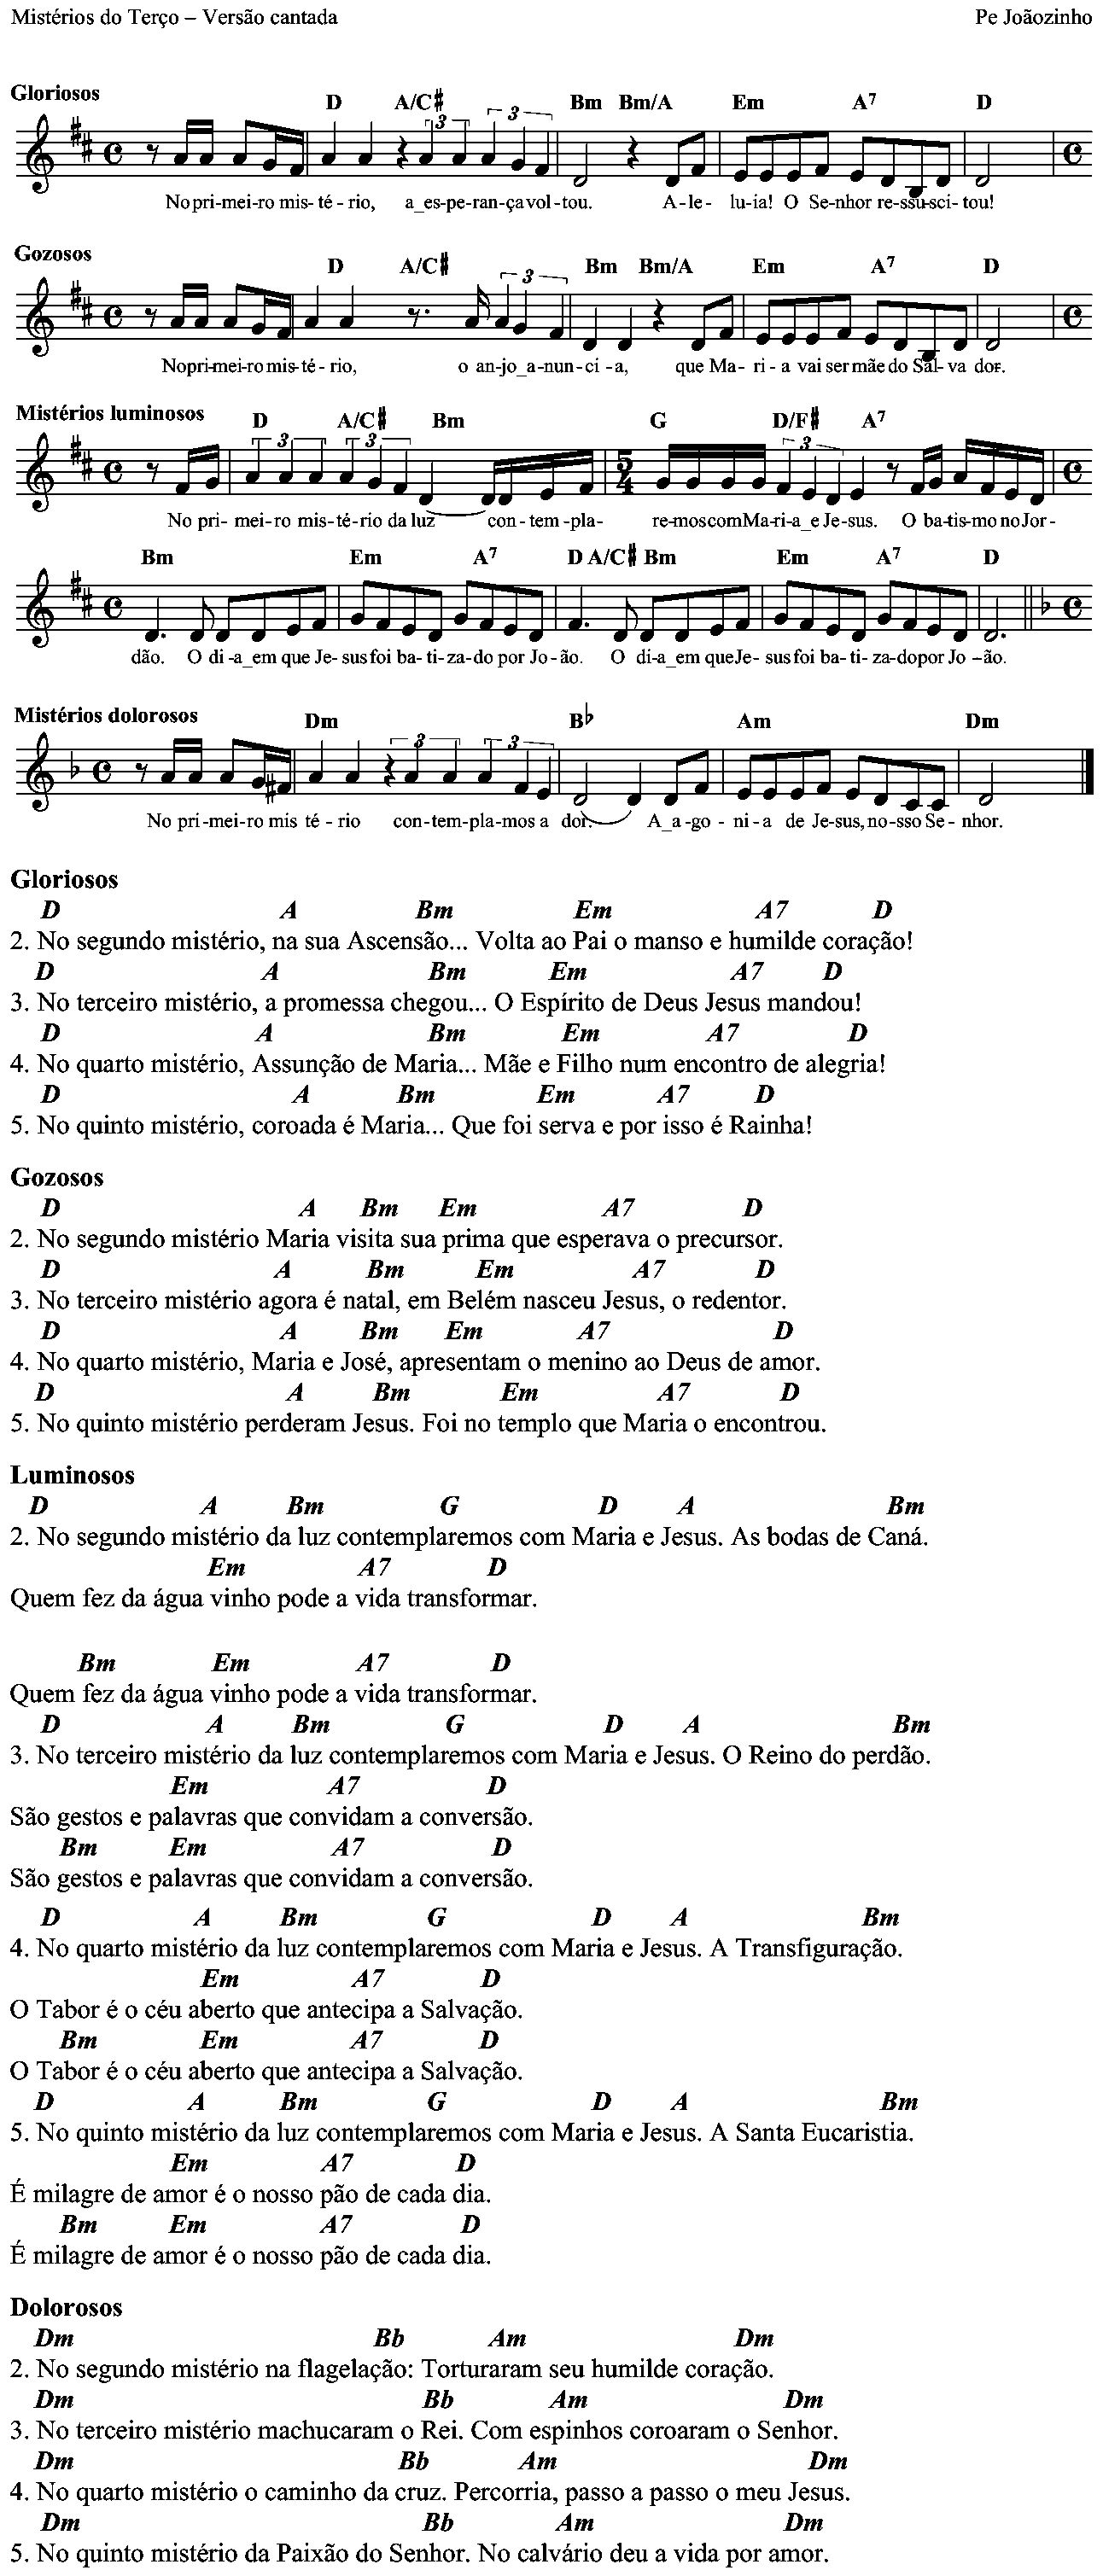 Mistérios do Terço – Versão cantada Pe Joãozinho
Gloriosos
D A/C# Bm Bm/A Em A7 D
3 3
No pri-mei-ro mis-té-rio, a_es-pe-ran-ça vol-tou. A-le-lu-ia! O Se-nhor re-ssu-sci-tou!
Gozosos
D A/C# Bm Bm/A Em A7 D
3
No pri-mei-ro mis-té-rio, o an-jo_a-nun-ci-a, que Ma-ri-a vai ser mãe do Sal-va dor.
Mistérios luminosos
D A/C# Bm G D/F# A7
3 3 5/4 3
No pri-mei-ro mis-té-rio da luz con-tem-pla-re-mos com Ma-ri-a_e Je-sus. O ba-tis-mo no Jor-
Bm Em A7 D A/C# Bm Em A7 D
dão. O di-a_em que Je-sus foi ba-ti-za-do por Jo-ão. O di-a_em que Je-sus foi ba-ti-za-do por Jo-ão.
Mistérios dolorosos
Dm B♭ Am Dm
3 3
No pri-mei-ro mis té-rio con-tem-pla-mos a dor. A_a-go-ni-a de Je-sus, no-sso Se-nhor.
Gloriosos
D A Bm Em A7 D
2. No segundo mistério, na sua Ascensão... Volta ao Pai o manso e humilde coração!
D A Bm Em A7 D
3. No terceiro mistério, a promessa chegou... O Espírito de Deus Jesus mandou!
D A Bm Em A7 D
4. No quarto mistério, Assunção de Maria... Mãe e Filho num encontro de alegria!
D A Bm Em A7 D
5. No quinto mistério, coroada é Maria... Que foi serva e por isso é Rainha!
Gozosos
D A Bm Em A7 D
2. No segundo mistério Maria visita sua prima que esperava o precursor.
D A Bm Em A7 D
3. No terceiro mistério agora é natal, em Belém nasceu Jesus, o redentor.
D A Bm Em A7 D
4. No quarto mistério, Maria e José, apresentam o menino ao Deus de amor.
D A Bm Em A7 D
5. No quinto mistério perderam Jesus. Foi no templo que Maria o encontrou.
Luminosos
D A Bm G D A Bm
2. No segundo mistério da luz contemplaremos com Maria e Jesus. As bodas de Caná.
Em A7 D
Quem fez da água vinho pode a vida transformar.
Bm Em A7 D
Quem fez da água vinho pode a vida transformar.
D A Bm G D A Bm
3. No terceiro mistério da luz contemplaremos com Maria e Jesus. O Reino do perdão.
Em A7 D
São gestos e palavras que convidam a conversão.
Bm Em A7 D
São gestos e palavras que convidam a conversão.
D A Bm G D A Bm
4. No quarto mistério da luz contemplaremos com Maria e Jesus. A Transfiguração.
Em A7 D
O Tabor é o céu aberto que antecipa a Salvação.
Bm Em A7 D
O Tabor é o céu aberto que antecipa a Salvação.
D A Bm G D A Bm
5. No quinto mistério da luz contemplaremos com Maria e Jesus. A Santa Eucaristia.
Em A7 D
É milagre de amor é o nosso pão de cada dia.
Bm Em A7 D
É milagre de amor é o nosso pão de cada dia.
Dolorosos
Dm Bb Am Dm
2. No segundo mistério na flagelação: Torturaram seu humilde coração.
Dm Bb Am Dm
3. No terceiro mistério machucaram o Rei. Com espinhos coroaram o Senhor.
Dm Bb Am Dm
4. No quarto mistério o caminho da cruz. Percorria, passo a passo o meu Jesus.
Dm Bb Am Dm
5. No quinto mistério da Paixão do Senhor. No calvário deu a vida por amor.